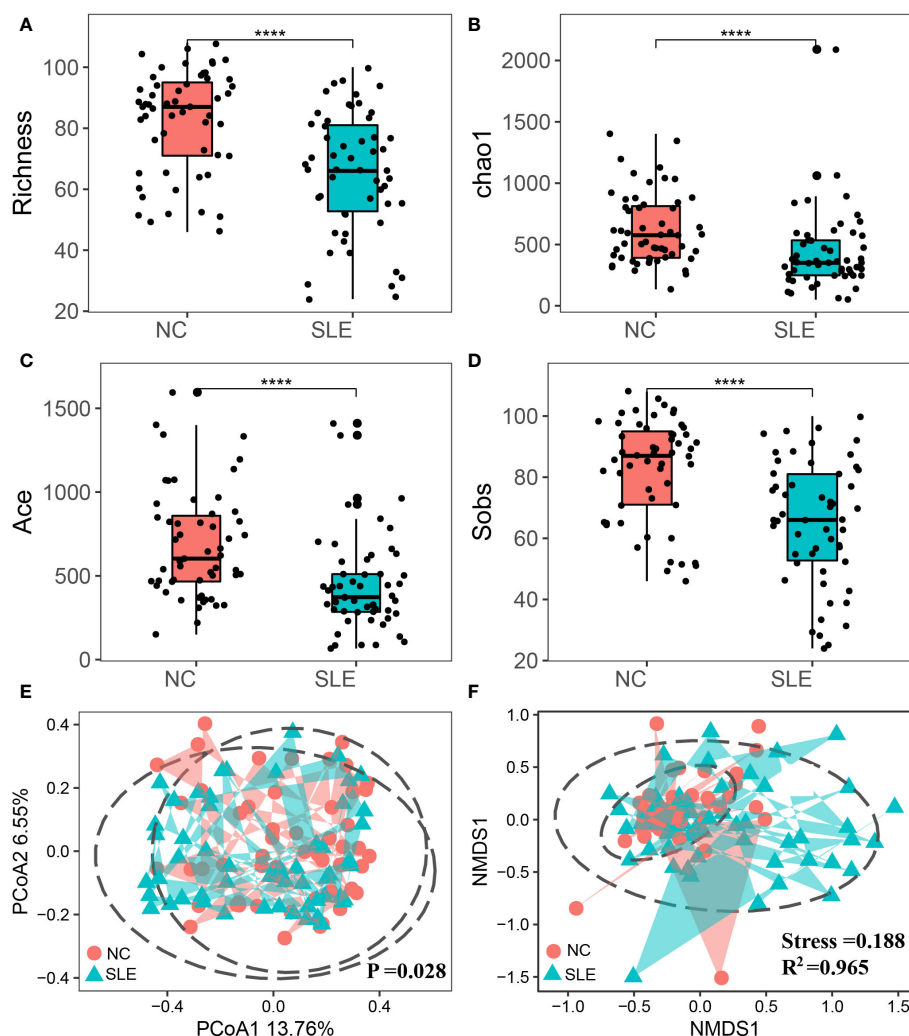 A
B
****
****
Richness
100
80
60
40
20
NC
SLE
chao1
2000
1500
1000
500
0
NC
SLE
C
D
****
****
Ace
1500
1000
500
0
NC
SLE
Sobs
100
80
60
40
20
NC
SLE
E
F
PCoA2 6.55%
0.4
0.2
0.0
−0.2
−0.4
NC
SLE
P =0.028
−0.4
0.0
0.4
PCoA1 13.76%
NMDS1
1.0
0.5
0.0
−0.5
−1.0
−1.5
NC
SLE
Stress =0.188
R²=0.965
−1.0
−0.5
0.0
0.5
1.0
1.5
NMDS1